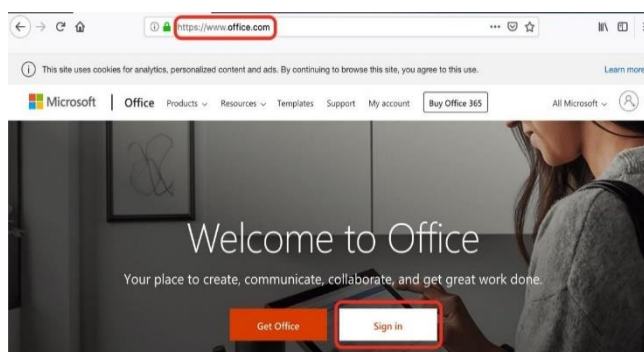 https://www.office.com
This site uses cookies for analytics, personalized content and ads. By continuing to browse this site, you agree to this use. Learn more
Microsoft Office Products Resources Templates Support My account Buy Office 365 All Microsoft
Welcome to Office
Your place to create, communicate, collaborate, and get great work done.
Get Office Sign in